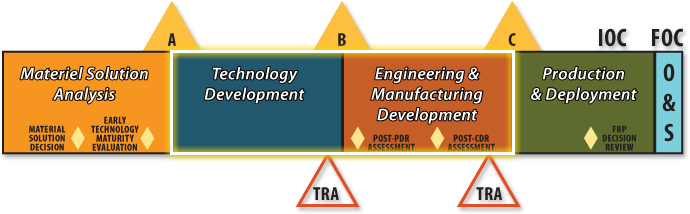 A
B
C
IOC
FOC
Materiel Solution
Analysis
Technology
Development
Engineering &
Manufacturing
Development
Production
& Deployment
O
&
S
MATERIAL
SOLUTION
DECISION
EARLY
TECHNOLOGY
MATURITY
EVALUATION
POST-PDR
ASSESSMENT
POST-CDR
ASSESSMENT
FRP
DECISION
REVIEW
TRA
TRA